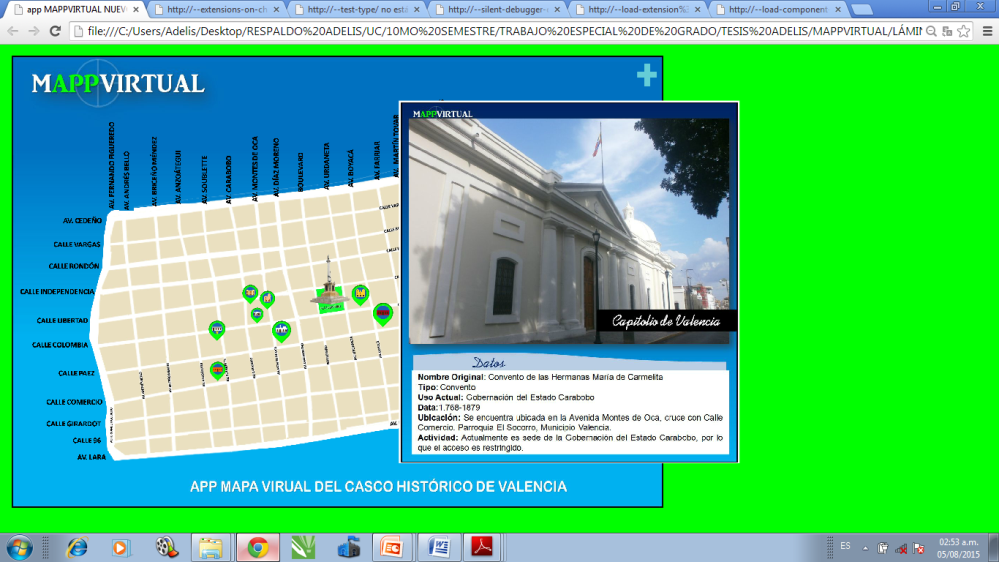 app MAPPVIRTUAL NUEV
http://--extensions-on-ch
http://--test-type/ no está
http://--silent-debugger-
http://--load-extension%
http://--load-component
file:///C:/Users/Adelis/Desktop/RESPALDO%20ADELIS/UC/10MO%20SEMESTRE/TRABAJO%20ESPECIAL%20DE%20GRADO/TESIS%20ADELIS/MAPPVIRTUAL/LÁMIN
MAPPVIRTUAL
AV. FERNANDO FIGUEREDO
AV. ANDRÉS BELLO
AV. BRICEÑO MÉNDEZ
AV. ANZOÁTEGUI
AV. SOUBLETTE
AV. CARABOBO
AV. MONTES DE OCA
AV. DÍAZ MORENO
BOULEVARD
AV. URDANETA
AV. BOYACÁ
AV. FARRIAR
AV. MARTÍN TOVAR
AV. CEDEÑO
CALLE VARGAS
CALLE RONDÓN
CALLE INDEPENDENCIA
CALLE LIBERTAD
CALLE COLOMBIA
CALLE PAEZ
CALLE COMERCIO
CALLE GIRARDOT
CALLE 86
AV. LARA
MAPPVIRTUAL
Capitolio de Valencia
Datos
Nombre Original: Convento de las Hermanas María de Carmelita
Tipo: Convento
Uso Actual: Gobernación del Estado Carabobo
Data: 1.768-1879
Ubicación: Se encuentra ubicada en la Avenida Montes de Oca, cruce con Calle
Comercio. Parroquia El Socorro, Municipio Valencia.
Actividad: Actualmente es sede de la Gobernación del Estado Carabobo, por lo
que el acceso es restringido.
APP MAPA VIRUAL DEL CASCO HISTÓRICO DE VALENCIA
ES
02:53 a.m.
05/08/2015